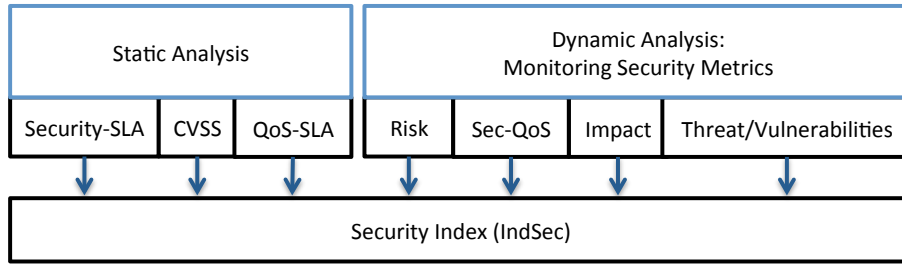 Static Analysis
Dynamic Analysis:
Monitoring Security Metrics
Security-SLA CVSS QoS-SLA Risk Sec-QoS Impact Threat/Vulnerabilities
Security Index (IndSec)